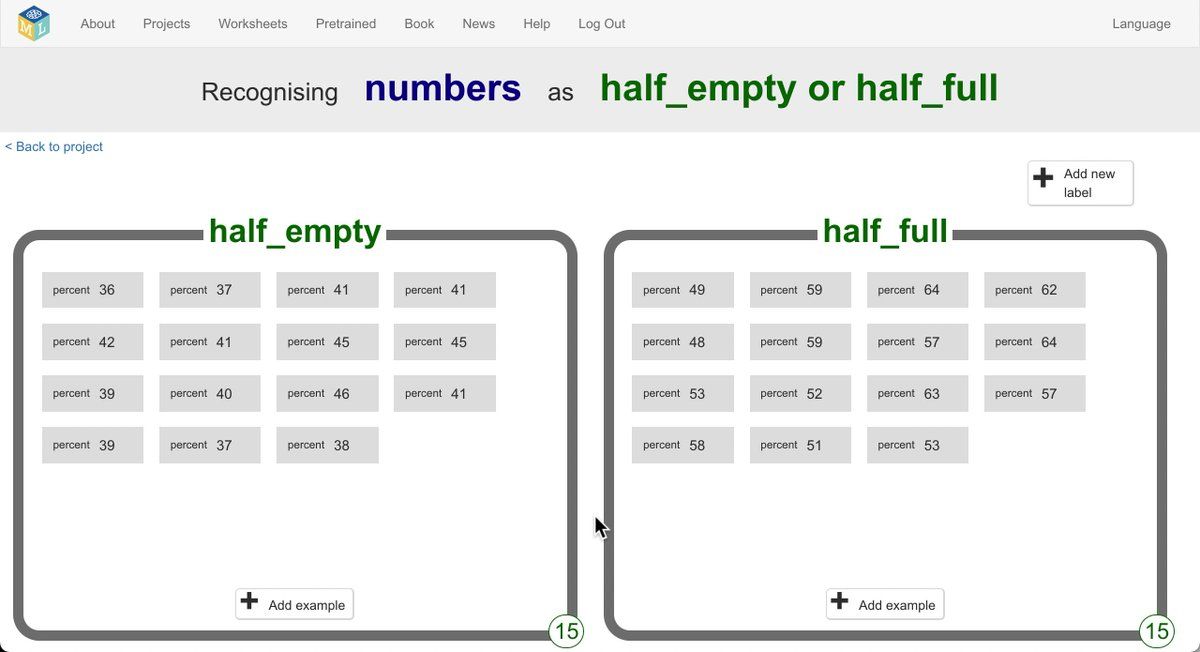 M L
About Projects Worksheets Pretrained Book News Help Log Out Language
Recognising numbers as half_empty or half_full
< Back to project
Add new
label
half_empty
percent 36 percent 37 percent 41 percent 41
percent 42 percent 41 percent 45 percent 45
percent 39 percent 40 percent 46 percent 41
percent 39 percent 37 percent 38
Add example
15
half_full
percent 49 percent 59 percent 64 percent 62
percent 48 percent 59 percent 57 percent 64
percent 53 percent 52 percent 63 percent 57
percent 58 percent 51 percent 53
Add example
15